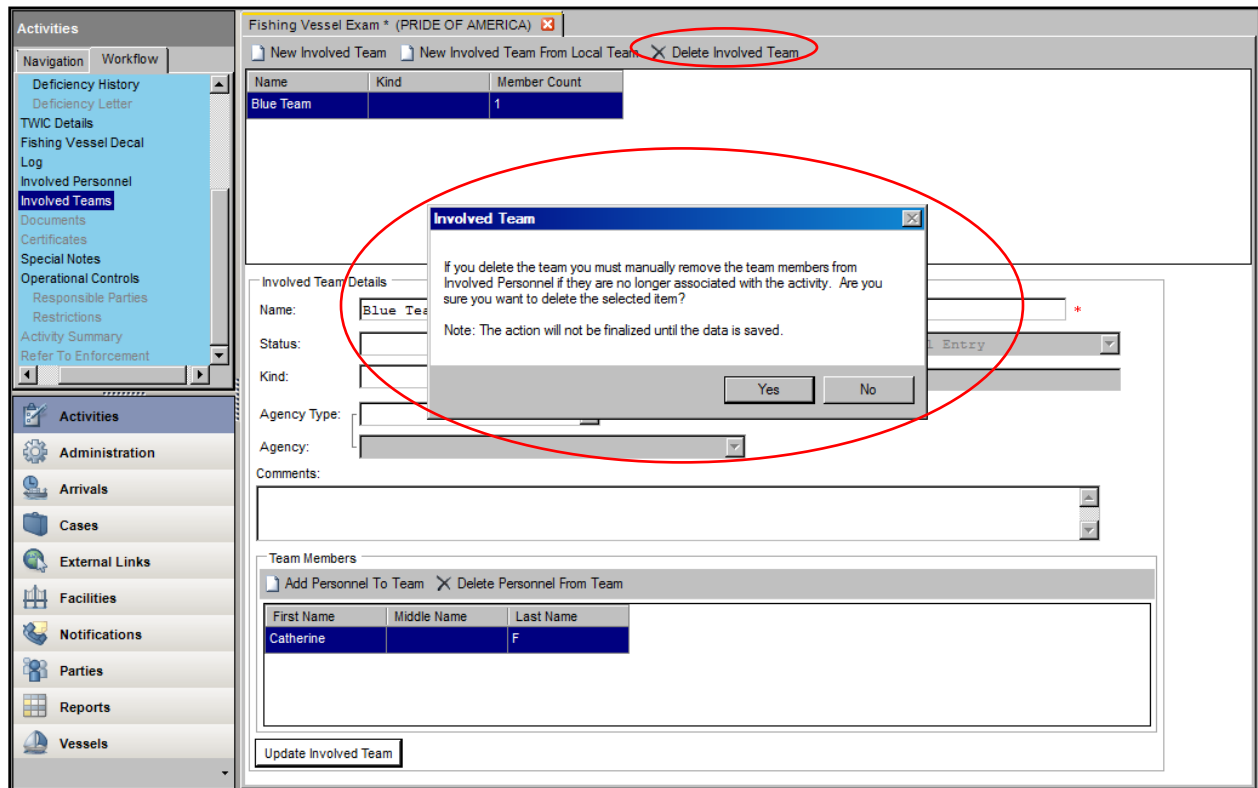 Activities
Navigation Workflow
Deficiency History
Deficiency Letter
TWIC Details
Fishing Vessel Decal
Log
Involved Personnel
Involved Teams
Documents
Certificates
Special Notes
Operational Controls
Responsible Parties
Restrictions
Activity Summary
Refer To Enforcement
Activities
Administration
Arrivals
Cases
External Links
Facilities
Notifications
Parties
Reports
Vessels
Fishing Vessel Exam * (PRIDE OF AMERICA)
New Involved Team New Involved Team From Local Team Delete Involved Team
Name Kind Member Count
Blue Team 1
Involved Team
If you delete the team you must manually remove the team members from
Involved Personnel if they are no longer associated with the activity. Are you
sure you want to delete the selected item?
Note: The action will not be finalized until the data is saved.
Yes No
Involved Team Details
Name: Blue Tea *
Status: l Entry
Kind:
Agency Type:
Agency:
Comments:
Team Members
Add Personnel To Team Delete Personnel From Team
First Name Middle Name Last Name
Catherine F
Update Involved Team